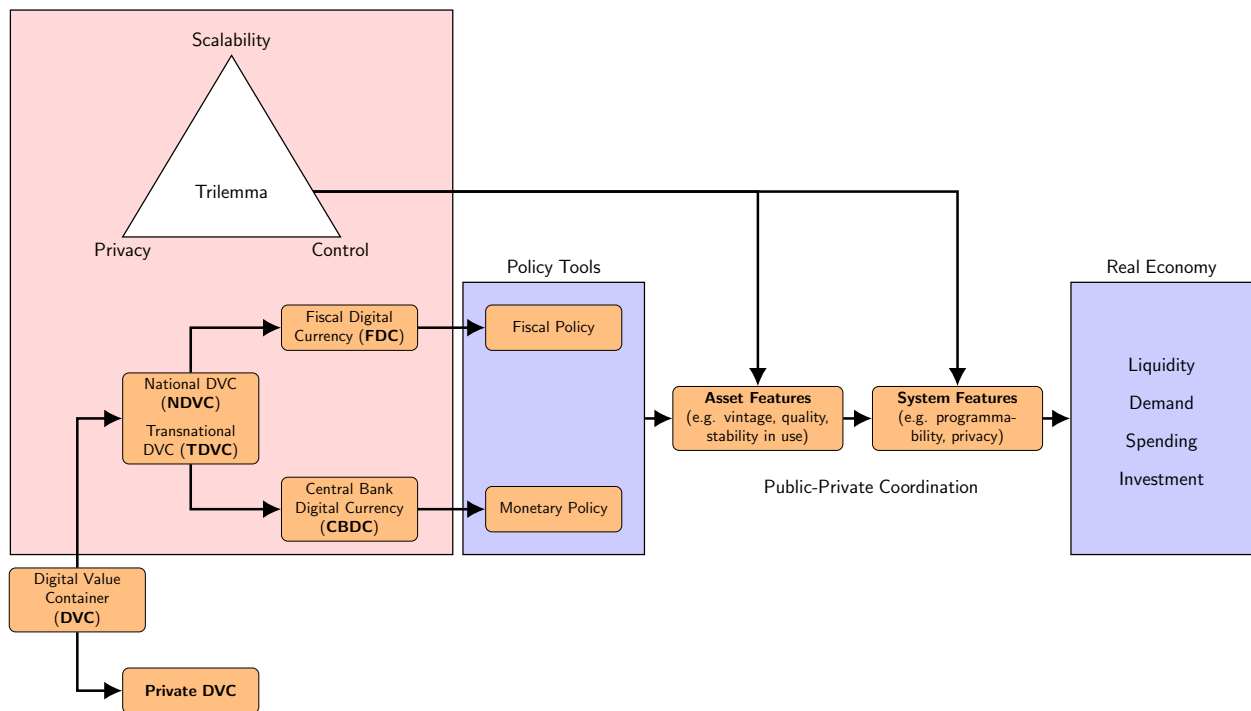 Scalability
Trilemma
Privacy
Control
Policy Tools
Real Economy
Fiscal Digital
Currency (FDC)
Fiscal Policy
National DVC
(NDVC)
Transnational
DVC (TDVC)
Asset Features
(e.g. vintage, quality,
stability in use)
System Features
(e.g. programma-
bility, privacy)
Liquidity
Demand
Spending
Investment
Central Bank
Digital Currency
(CBDC)
Monetary Policy
Public-Private Coordination
Digital Value
Container
(DVC)
Private DVC